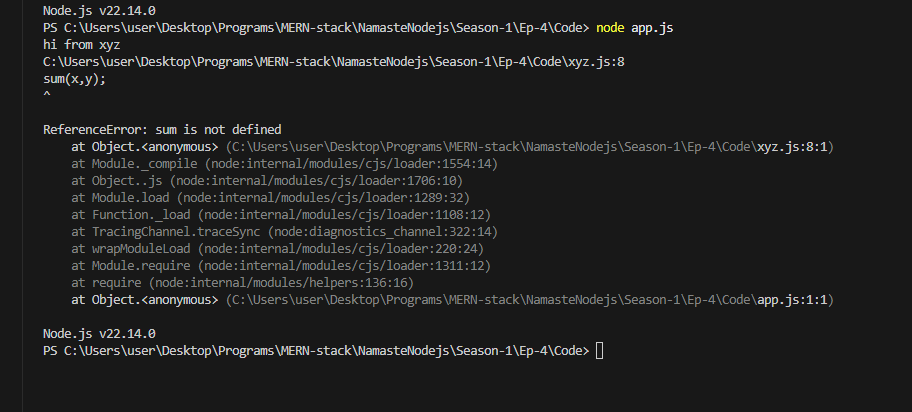 Node.js v22.14.0
PS C:\Users\user\Desktop\Programs\MERN-stack\NamasteNodejs\Season-1\Ep-4\Code> node app.js
hi from xyz
C:\Users\user\Desktop\Programs\MERN-stack\NamasteNodejs\Season-1\Ep-4\Code\xyz.js:8
sum(x,y);
^
ReferenceError: sum is not defined
    at Object.<anonymous> (C:\Users\user\Desktop\Programs\MERN-stack\NamasteNodejs\Season-1\Ep-4\Code\xyz.js:8:1)
    at Module._compile (node:internal/modules/cjs/loader:1554:14)
    at Object..js (node:internal/modules/cjs/loader:1706:10)
    at Module.load (node:internal/modules/cjs/loader:1289:32)
    at Function._load (node:internal/modules/cjs/loader:1108:12)
    at TracingChannel.traceSync (node:diagnostics_channel:322:14)
    at wrapModuleLoad (node:internal/modules/cjs/loader:220:24)
    at Module.require (node:internal/modules/cjs/loader:1311:12)
    at require (node:internal/modules/helpers:136:16)
    at Object.<anonymous> (C:\Users\user\Desktop\Programs\MERN-stack\NamasteNodejs\Season-1\Ep-4\Code\app.js:1:1)
Node.js v22.14.0
PS C:\Users\user\Desktop\Programs\MERN-stack\NamasteNodejs\Season-1\Ep-4\Code>